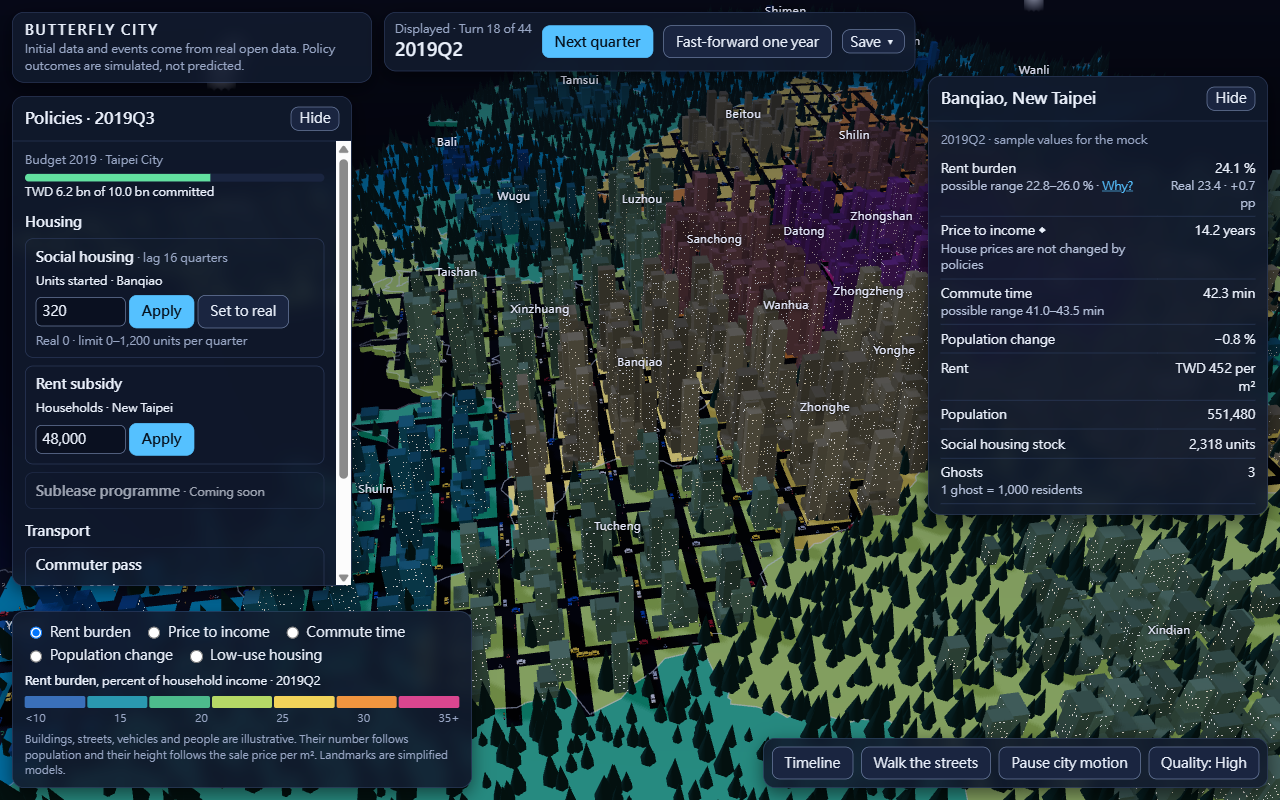 BUTTERFLY CITY
Initial data and events come from real open data. Policy
outcomes are simulated, not predicted.
Displayed · Turn 18 of 44
2019Q2
Next quarter
Fast-forward one year
Save ▾
Policies · 2019Q3
Hide
Budget 2019 · Taipei City
TWD 6.2 bn of 10.0 bn committed
Housing
Social housing · lag 16 quarters
Units started · Banqiao
320
Apply
Set to real
Real 0 · limit 0–1,200 units per quarter
Rent subsidy
Households · New Taipei
48,000
Apply
Sublease programme · Coming soon
Transport
Commuter pass
Shimen
Wanli
Tamsui
Beitou
Shilin
Bali
Wugu
Luzhou
Zhongshan
Datong
Sanchong
Taishan
Zhongzheng
Xinzhuang
Wanhua
Yonghe
Banqiao
Zhonghe
Shulin
Tucheng
Xindian
Banqiao, New Taipei
Hide
2019Q2 · sample values for the mock
Rent burden
24.1 %
possible range 22.8–26.0 % · Why?
Real 23.4 · +0.7
pp
Price to income ◆
14.2 years
House prices are not changed by
policies
Commute time
42.3 min
possible range 41.0–43.5 min
Population change
−0.8 %
Rent
TWD 452 per
m²
Population
551,480
Social housing stock
2,318 units
Ghosts
3
1 ghost = 1,000 residents
Rent burden
Price to income
Commute time
Population change
Low-use housing
Rent burden, percent of household income · 2019Q2
<10 15 20 25 30 35+
Buildings, streets, vehicles and people are illustrative. Their number follows
population and their height follows the sale price per m². Landmarks are simplified
models.
Timeline
Walk the streets
Pause city motion
Quality: High